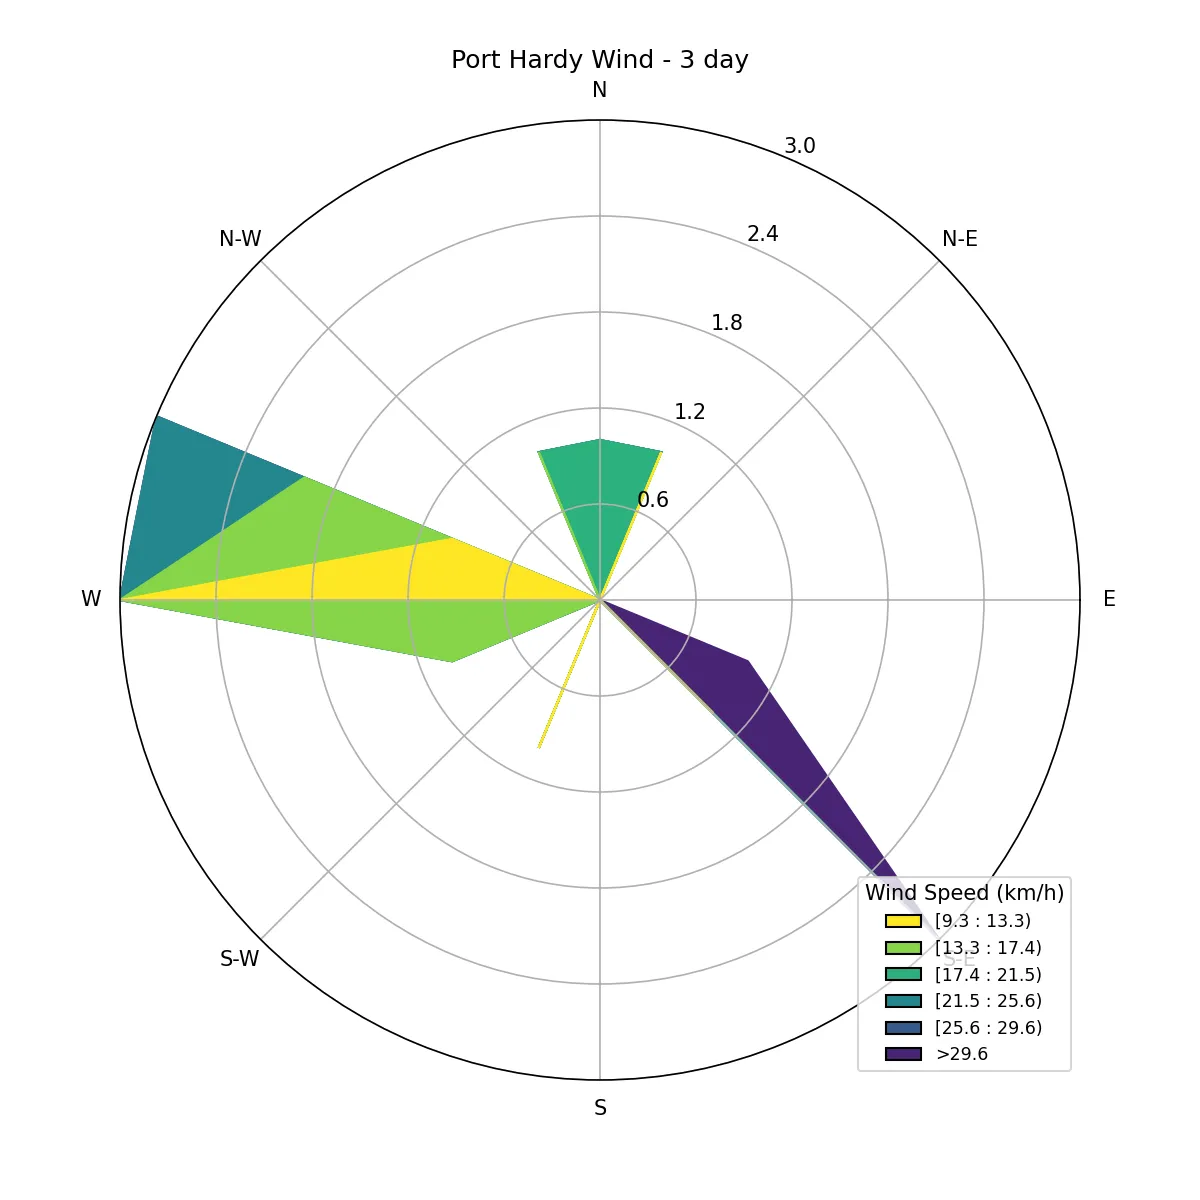 Port Hardy Wind - 3 day
N
3.0
N-W
2.4
N-E
1.8
1.2
0.6
W
E
Wind Speed (km/h)
[9.3 : 13.3)
[13.3 : 17.4)
S-W
S-E
[17.4 : 21.5)
[21.5 : 25.6)
[25.6 : 29.6)
>29.6
S